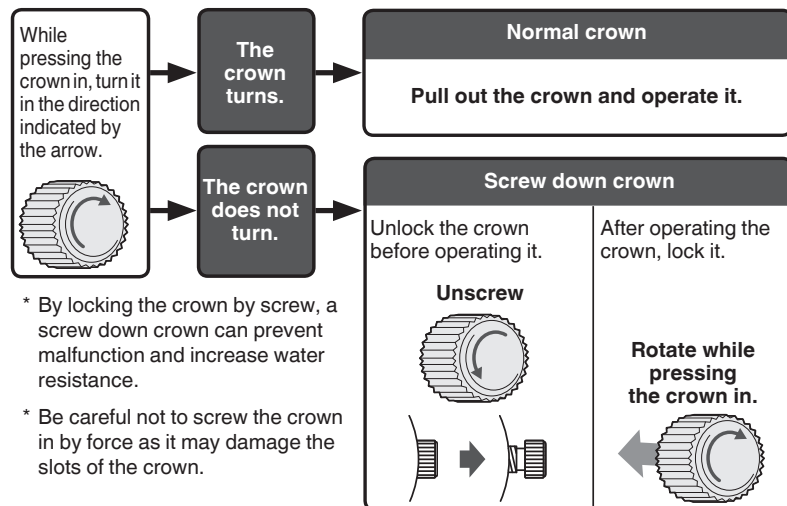 While
pressing the
crown in, turn it
in the direction
indicated by
the arrow.
The
crown
turns.
Normal crown
Pull out the crown and operate it.
The crown
does not
turn.
Screw down crown
Unlock the crown
before operating it.
Unscrew
After operating the
crown, lock it.
Rotate while
pressing
the crown in.
* By locking the crown by screw, a
screw down crown can prevent
malfunction and increase water
resistance.
* Be careful not to screw the crown
in by force as it may damage the
slots of the crown.